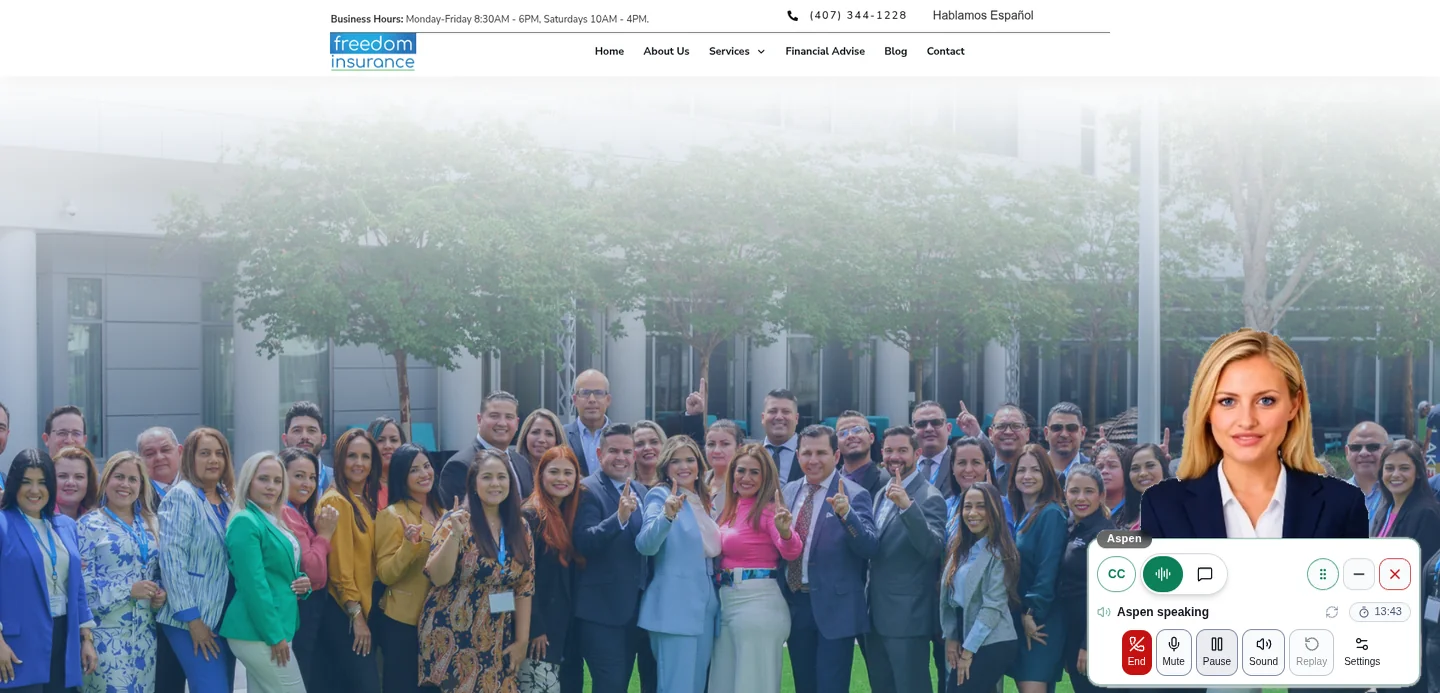 Business Hours: Monday-Friday 8:30AM - 6PM, Saturdays 10AM - 4PM.
(407) 344-1228
Hablamos Español
freedom
insurance
Home
About Us
Services
Financial Advise
Blog
Contact
Aspen
CC
Aspen speaking
13:43
End
Mute
Pause
Sound
Replay
Settings